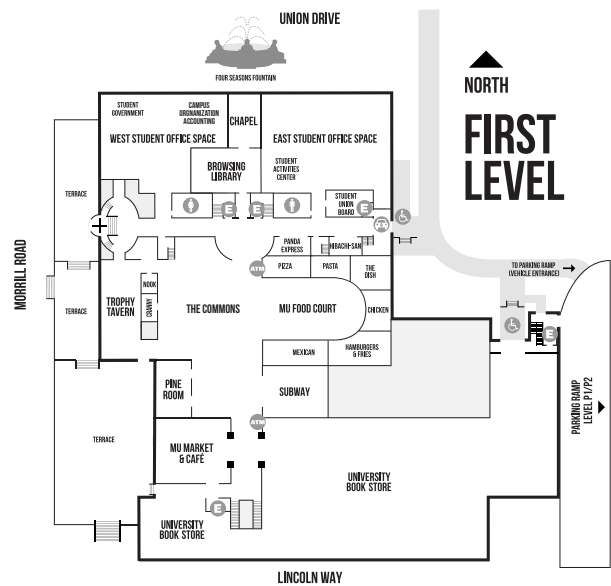 UNION DRIVE
FOUR SEASONS FOUNTAIN
NORTH
FIRST
LEVEL
STUDENT
GOVERNMENT
CAMPUS
ORGNANIZATION
ACCOUNTING
CHAPEL
WEST STUDENT OFFICE SPACE
EAST STUDENT OFFICE SPACE
BROWSING
LIBRARY
STUDENT
ACTIVITIES
CENTER
TERRACE
STUDENT
UNION
BOARD
E
E
E
MORRILL ROAD
PANDA
EXPRESS
HIBACHI-SAN
ATM
PIZZA
PASTA
THE
DISH
TO PARKING RAMP
(VEHICLE ENTRANCE)
TERRACE
TROPHY
TAVERN
NOOK
CRANNY
THE COMMONS
MU FOOD COURT
CHICKEN
E
MEXICAN
HAMBURGERS
& FRIES
PINE
ROOM
SUBWAY
PARKING RAMP
LEVEL P1/P2
ATM
TERRACE
MU MARKET
& CAFÉ
UNIVERSITY
BOOK STORE
E
UNIVERSITY
BOOK STORE
LINCOLN WAY